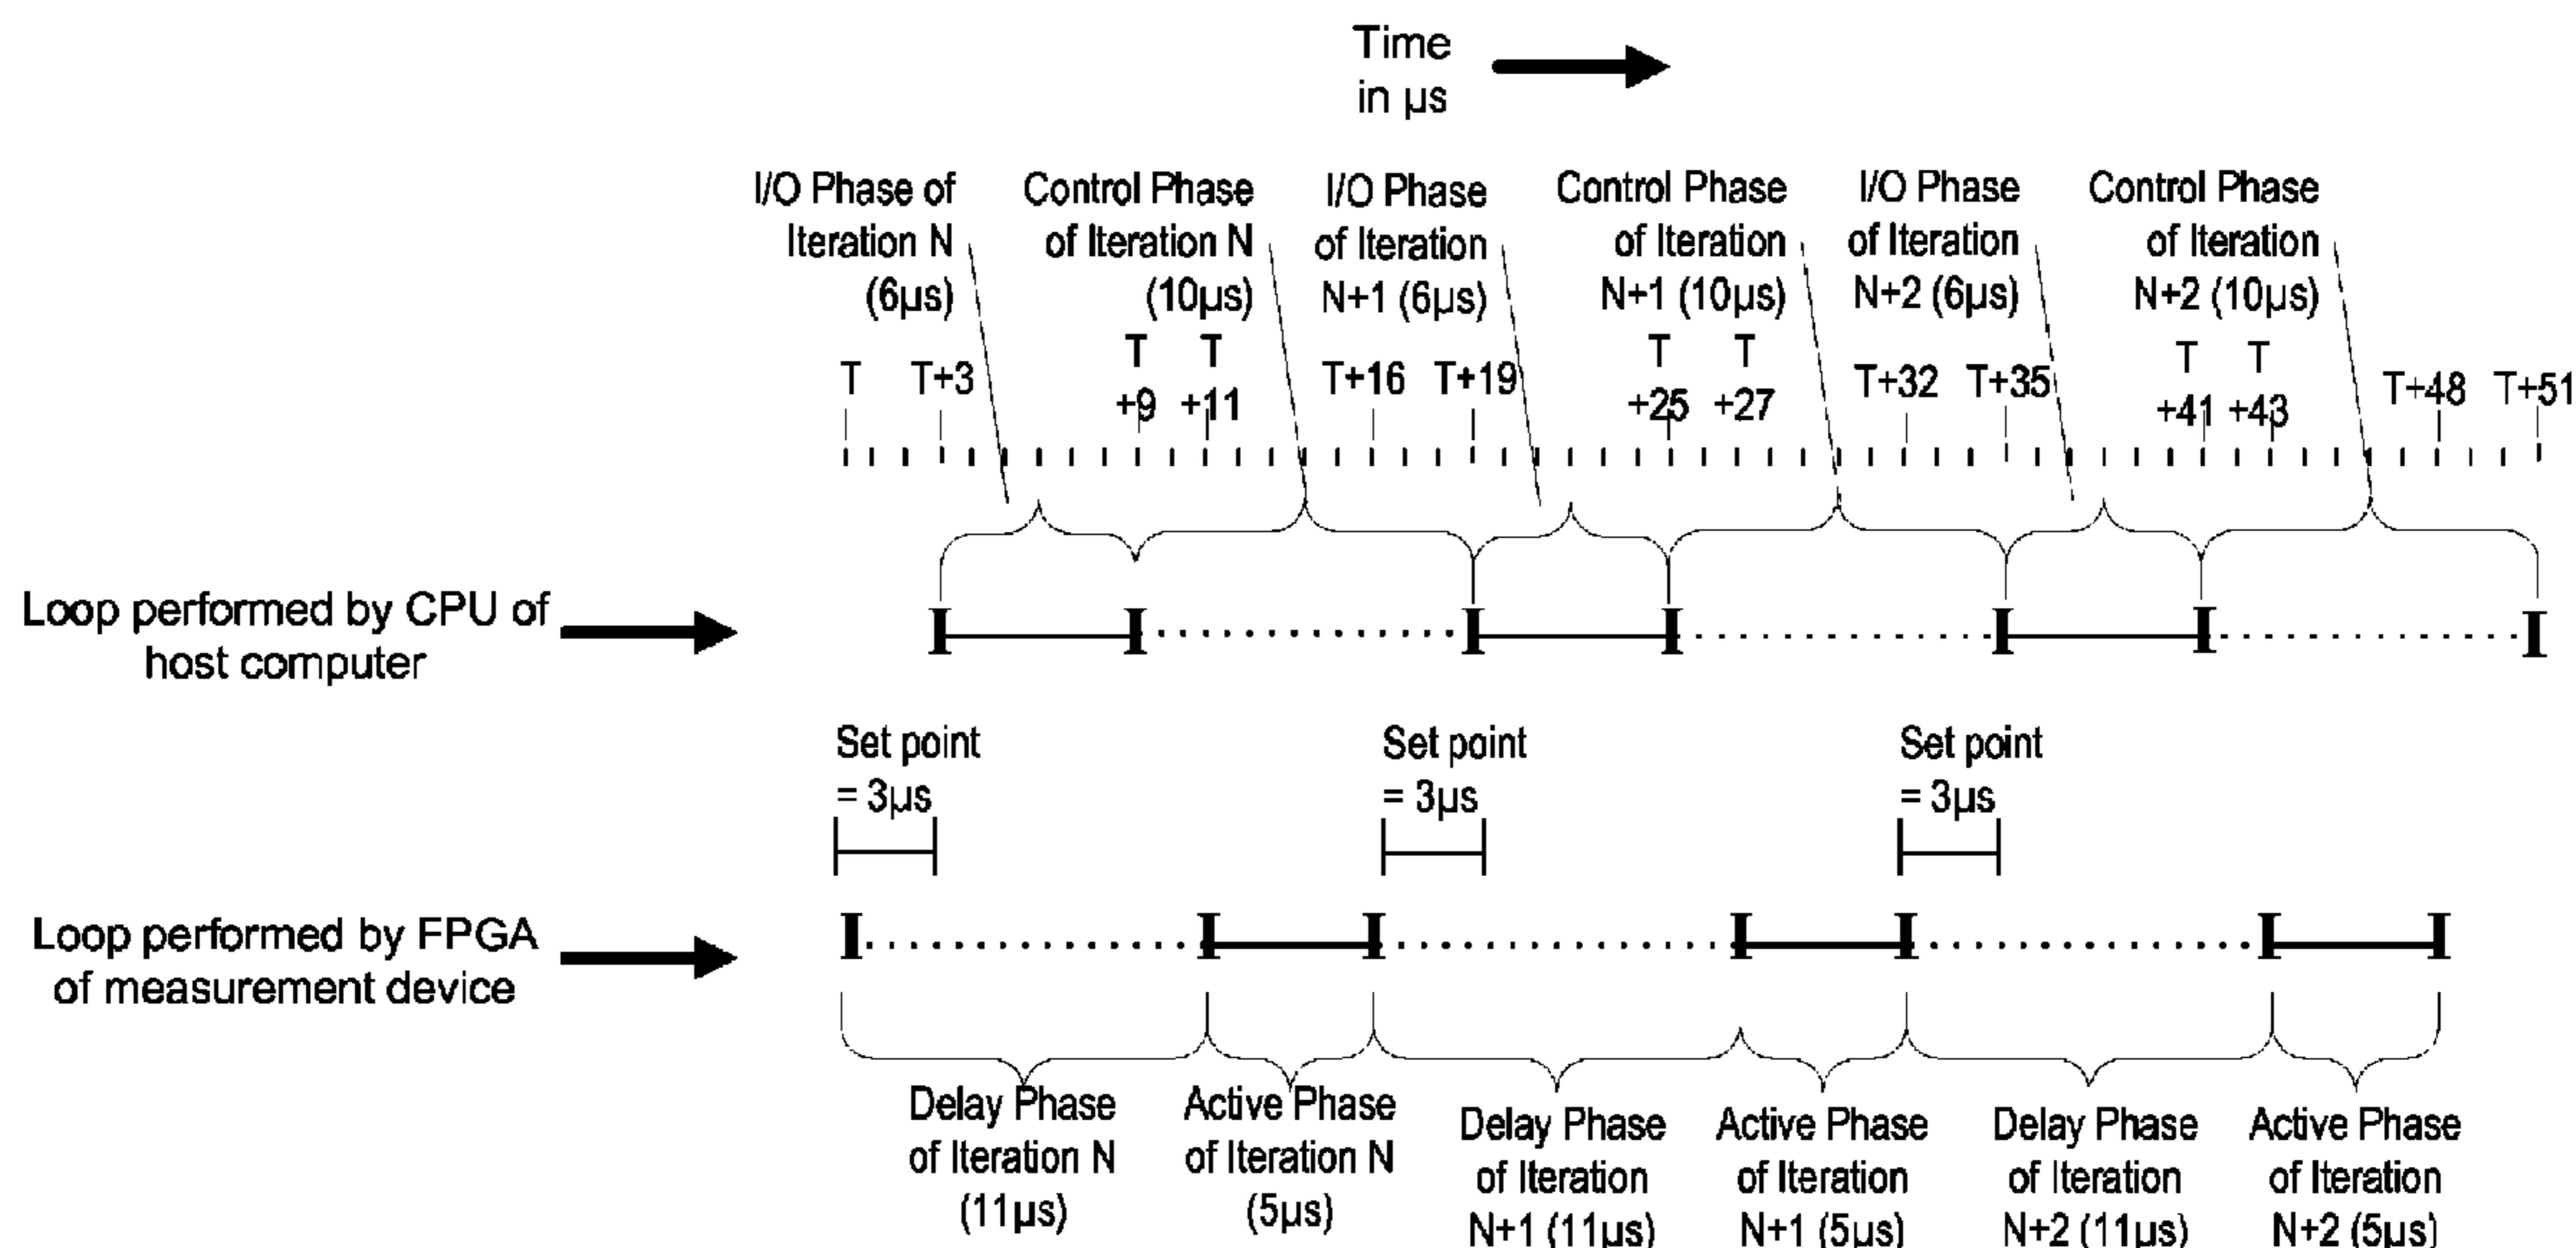 Time
in µs
I/O Phase of
Iteration N
(6µs)
Control Phase
of Iteration N
(10µs)
I/O Phase
of Iteration
N+1 (6µs)
Control Phase
of Iteration
N+1 (10µs)
I/O Phase
of Iteration
N+2 (6µs)
Control Phase
of Iteration
N+2 (10µs)
T
T+3
T
+9
T
+11
T+16
T+19
T
+25
T
+27
T+32
T+35
T
+41
T
+43
T+48
T+51
Loop performed by CPU of
host computer
Set point
= 3µs
Set point
= 3µs
Set point
= 3µs
Loop performed by FPGA
of measurement device
Delay Phase
of Iteration N
(11µs)
Active Phase
of Iteration N
(5µs)
Delay Phase
of Iteration
N+1 (11µs)
Active Phase
of Iteration
N+1 (5µs)
Delay Phase
of Iteration
N+2 (11µs)
Active Phase
of Iteration
N+2 (5µs)